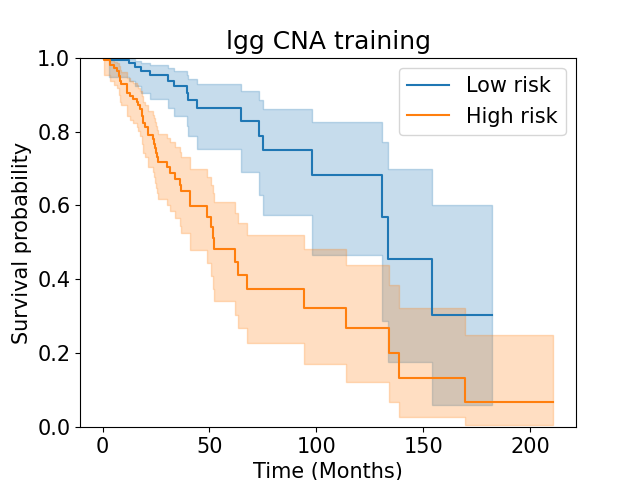 lgg CNA training
Low risk
High risk
Survival probability
1.0
0.8
0.6
0.4
0.2
0.0
0 50 100 150 200
Time (Months)